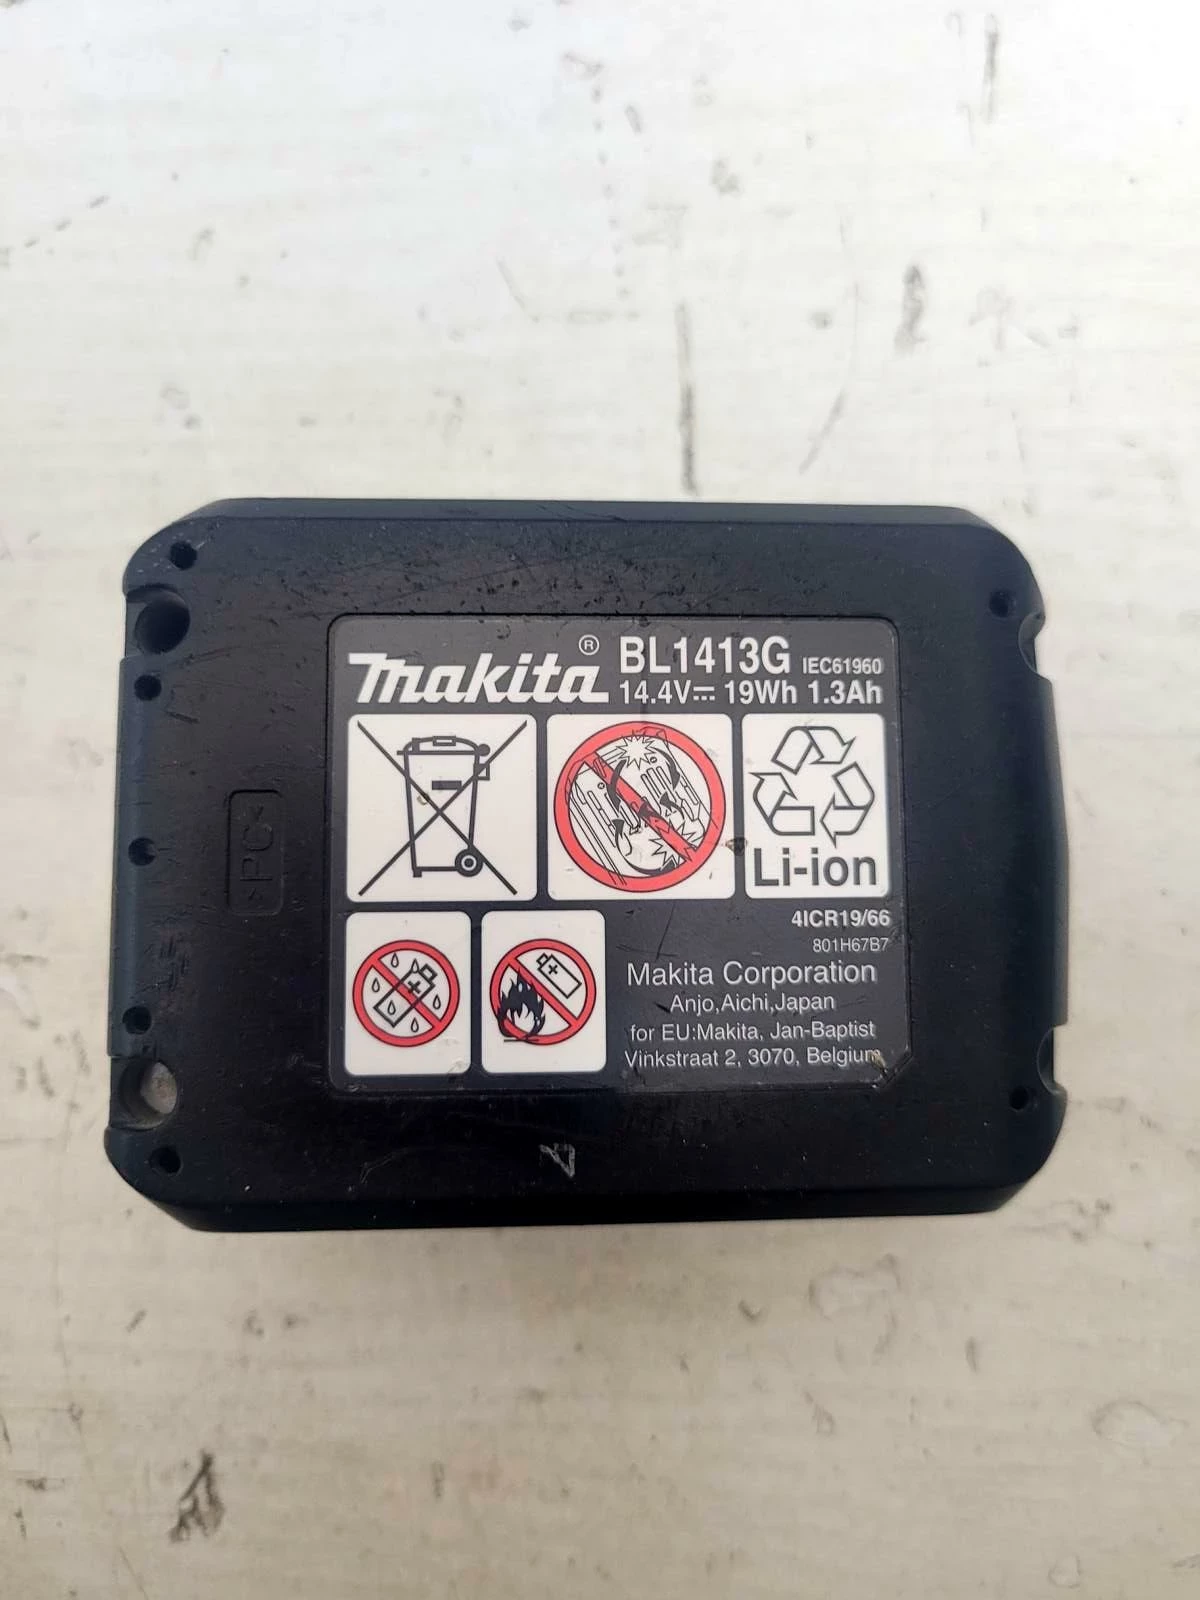 makita® BL1413G IEC61960
14.4V⎓ 19Wh 1.3Ah
Li-ion
4ICR19/66
801H67B7
Makita Corporation
Anjo,Aichi,Japan
for EU:Makita, Jan-Baptist
Vinkstraat 2, 3070, Belgium
>PC<